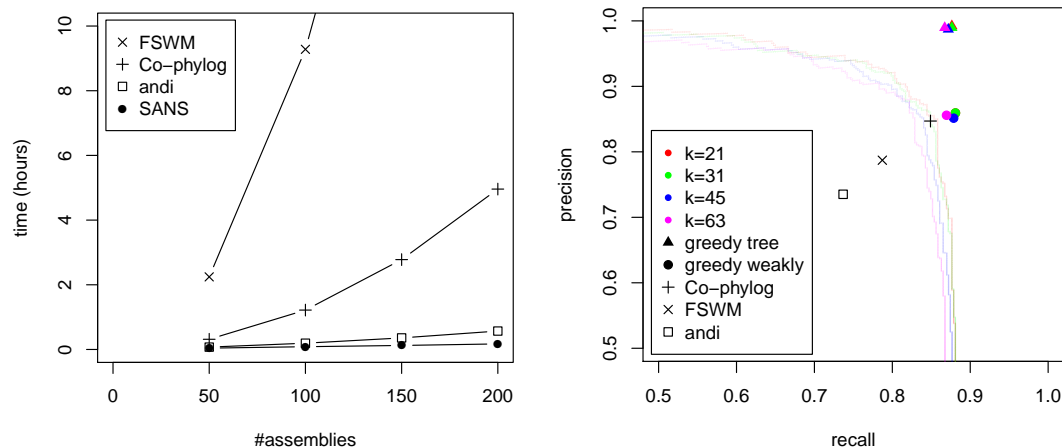 FSWM
Co−phylog
andi
SANS
time (hours)
10
8
6
4
2
0
0 50 100 150 200
#assemblies
k=21
k=31
k=45
k=63
greedy tree
greedy weakly
Co−phylog
FSWM
andi
precision
1.0
0.9
0.8
0.7
0.6
0.5
0.5 0.6 0.7 0.8 0.9 1.0
recall